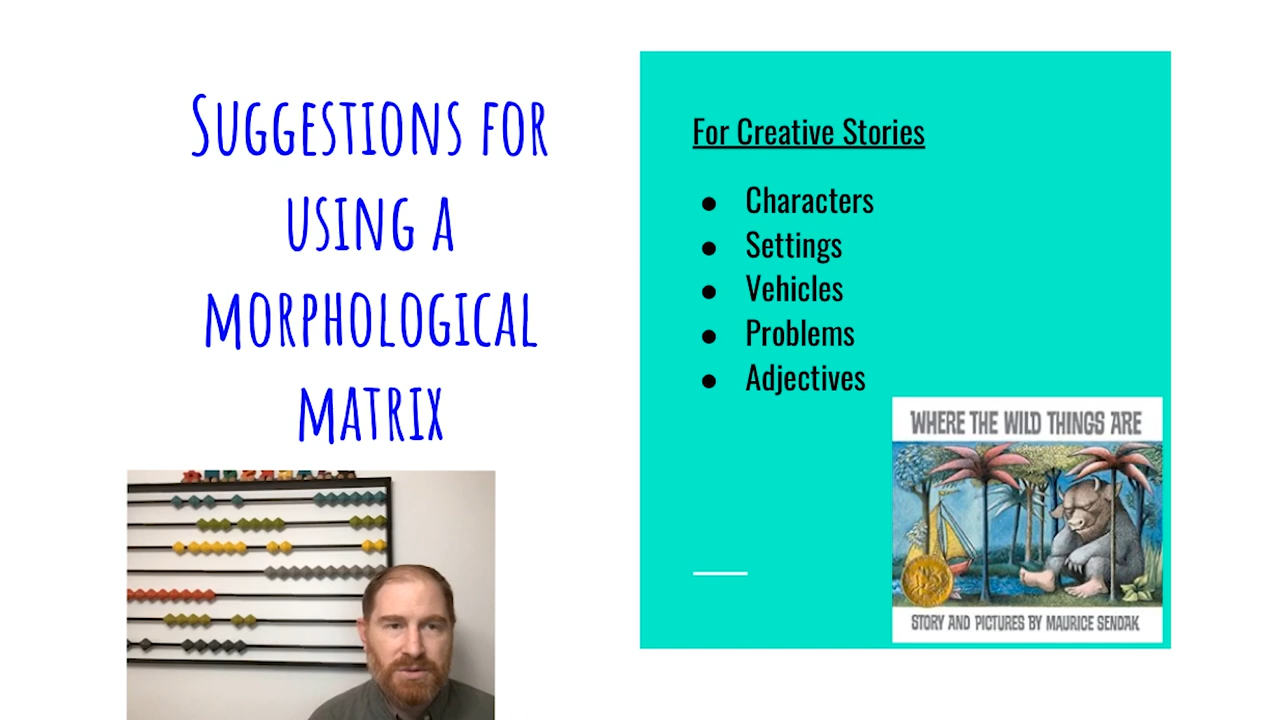 Suggestions for
using a
morphological
matrix
For Creative Stories
● Characters
● Settings
● Vehicles
● Problems
● Adjectives
WHERE THE WILD THINGS ARE
STORY AND PICTURES BY MAURICE SENDAK